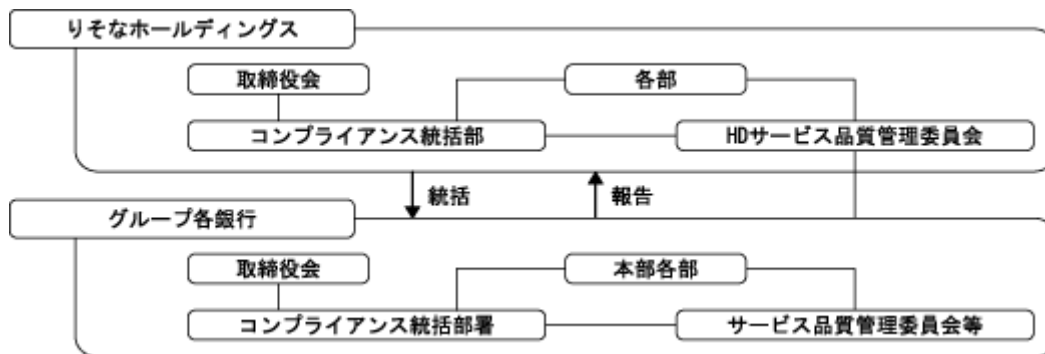 りそなホールディングス
取締役会
各部
コンプライアンス統括部
HDサービス品質管理委員会
統括
報告
グループ各銀行
取締役会
本部各部
コンプライアンス統括部署
サービス品質管理委員会等